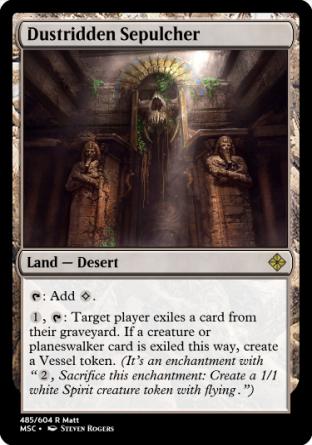 Dustridden Sepulcher
Land — Desert
: Add .
1, : Target player exiles a card from
their graveyard. If a creature or
planeswalker card is exiled this way, create
a Vessel token. (It's an enchantment with
"2, Sacrifice this enchantment: Create a 1/1
white Spirit creature token with flying.")
485/604 R Matt
MSC • Steven Rogers